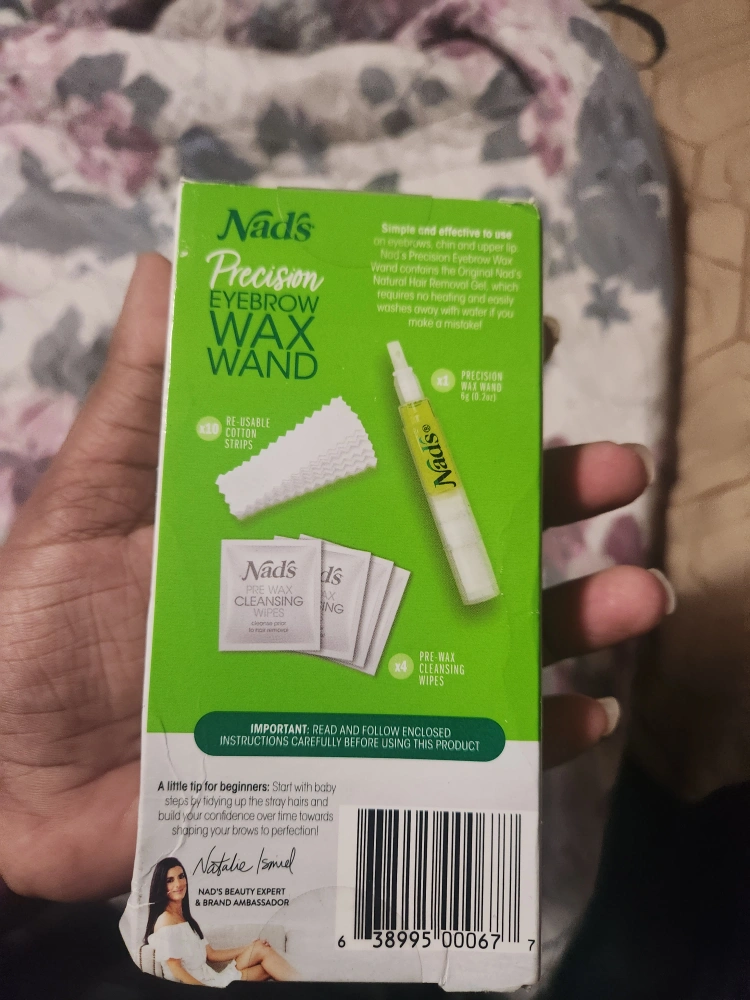 Nad's
Precision
EYEBROW
WAX
WAND
Simple and effective to use
on eyebrows, chin and upper lip.
Nad's Precision Eyebrow Wax
Wand contains the Original Nad's
Natural Hair Removal Gel, which
requires no heating and easily
washes away with water if you
make a mistake!
x1 PRECISION
WAX WAND
6g (0.2oz)
x10 RE-USABLE
COTTON
STRIPS
Nad's®
Nad's
PRE WAX
CLEANSING
WIPES
cleanse prior
to hair removal
x4 PRE-WAX
CLEANSING
WIPES
IMPORTANT: READ AND FOLLOW ENCLOSED
INSTRUCTIONS CAREFULLY BEFORE USING THIS PRODUCT
A little tip for beginners: Start with baby
steps by tidying up the stray hairs and
build your confidence over time towards
shaping your brows to perfection!
Natalie Ismiel
NAD'S BEAUTY EXPERT
& BRAND AMBASSADOR
6 38995 00067 7